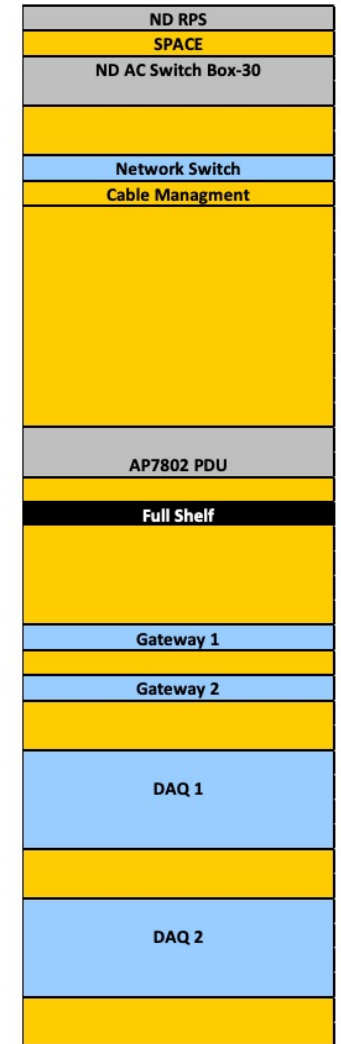 ND RPS
SPACE
ND AC Switch Box-30
Network Switch
Cable Managment
AP7802 PDU
Full Shelf
Gateway 1
Gateway 2
DAQ 1
DAQ 2